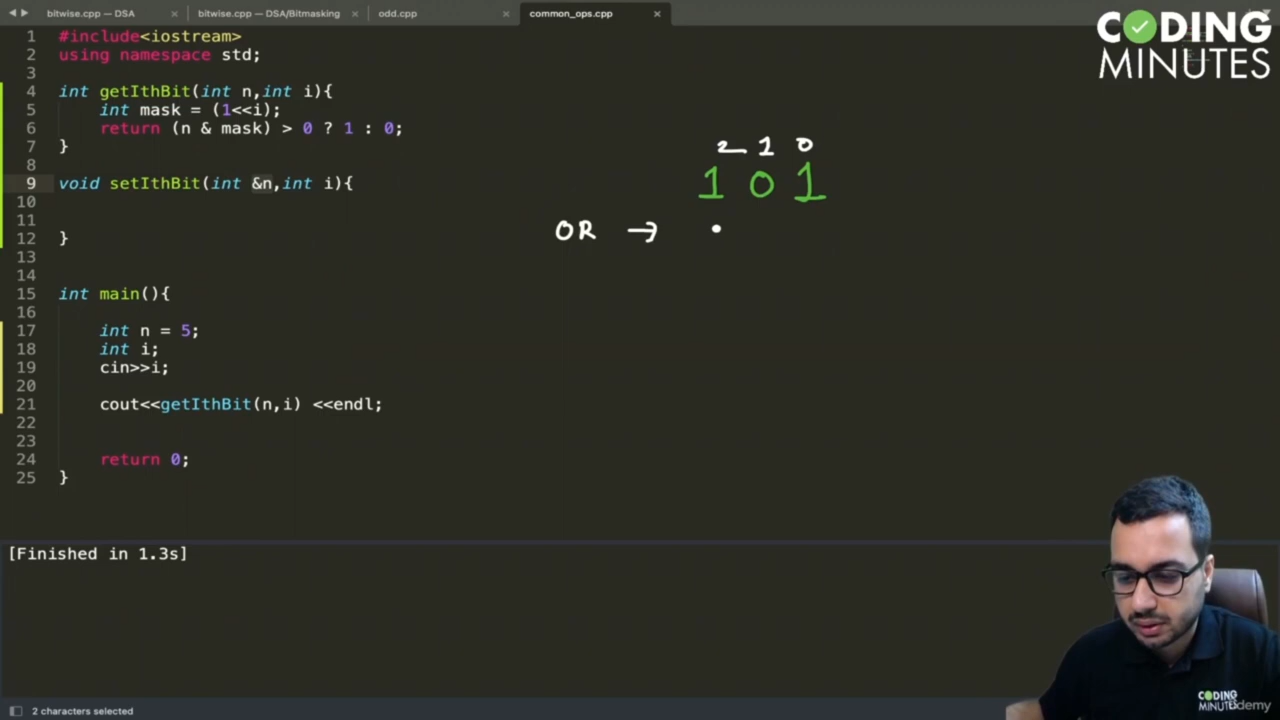 bitwise.cpp — DSA
bitwise.cpp — DSA/Bitmasking
odd.cpp
common_ops.cpp
CODING
MINUTES
1 #include<iostream>
2 using namespace std;
3
4 int getIthBit(int n,int i){
5 int mask = (1<<i);
6 return (n & mask) > 0 ? 1 : 0;
7 }
8
9 void setIthBit(int &n,int i){
10
11
12 }
13
14
15 int main(){
16
17 int n = 5;
18 int i;
19 cin>>i;
20
21 cout<<getIthBit(n,i) <<endl;
22
23
24 return 0;
25 }
2 1 0
1 0 1
OR →
[Finished in 1.3s]
CODING
MINUTES
Udemy
2 characters selected